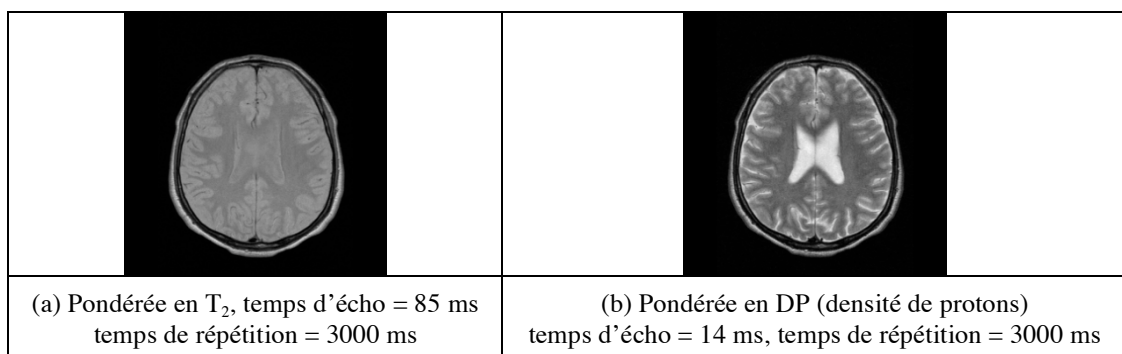 (a) Pondérée en T₂, temps d’écho = 85 ms
temps de répétition = 3000 ms
(b) Pondérée en DP (densité de protons)
temps d’écho = 14 ms, temps de répétition = 3000 ms